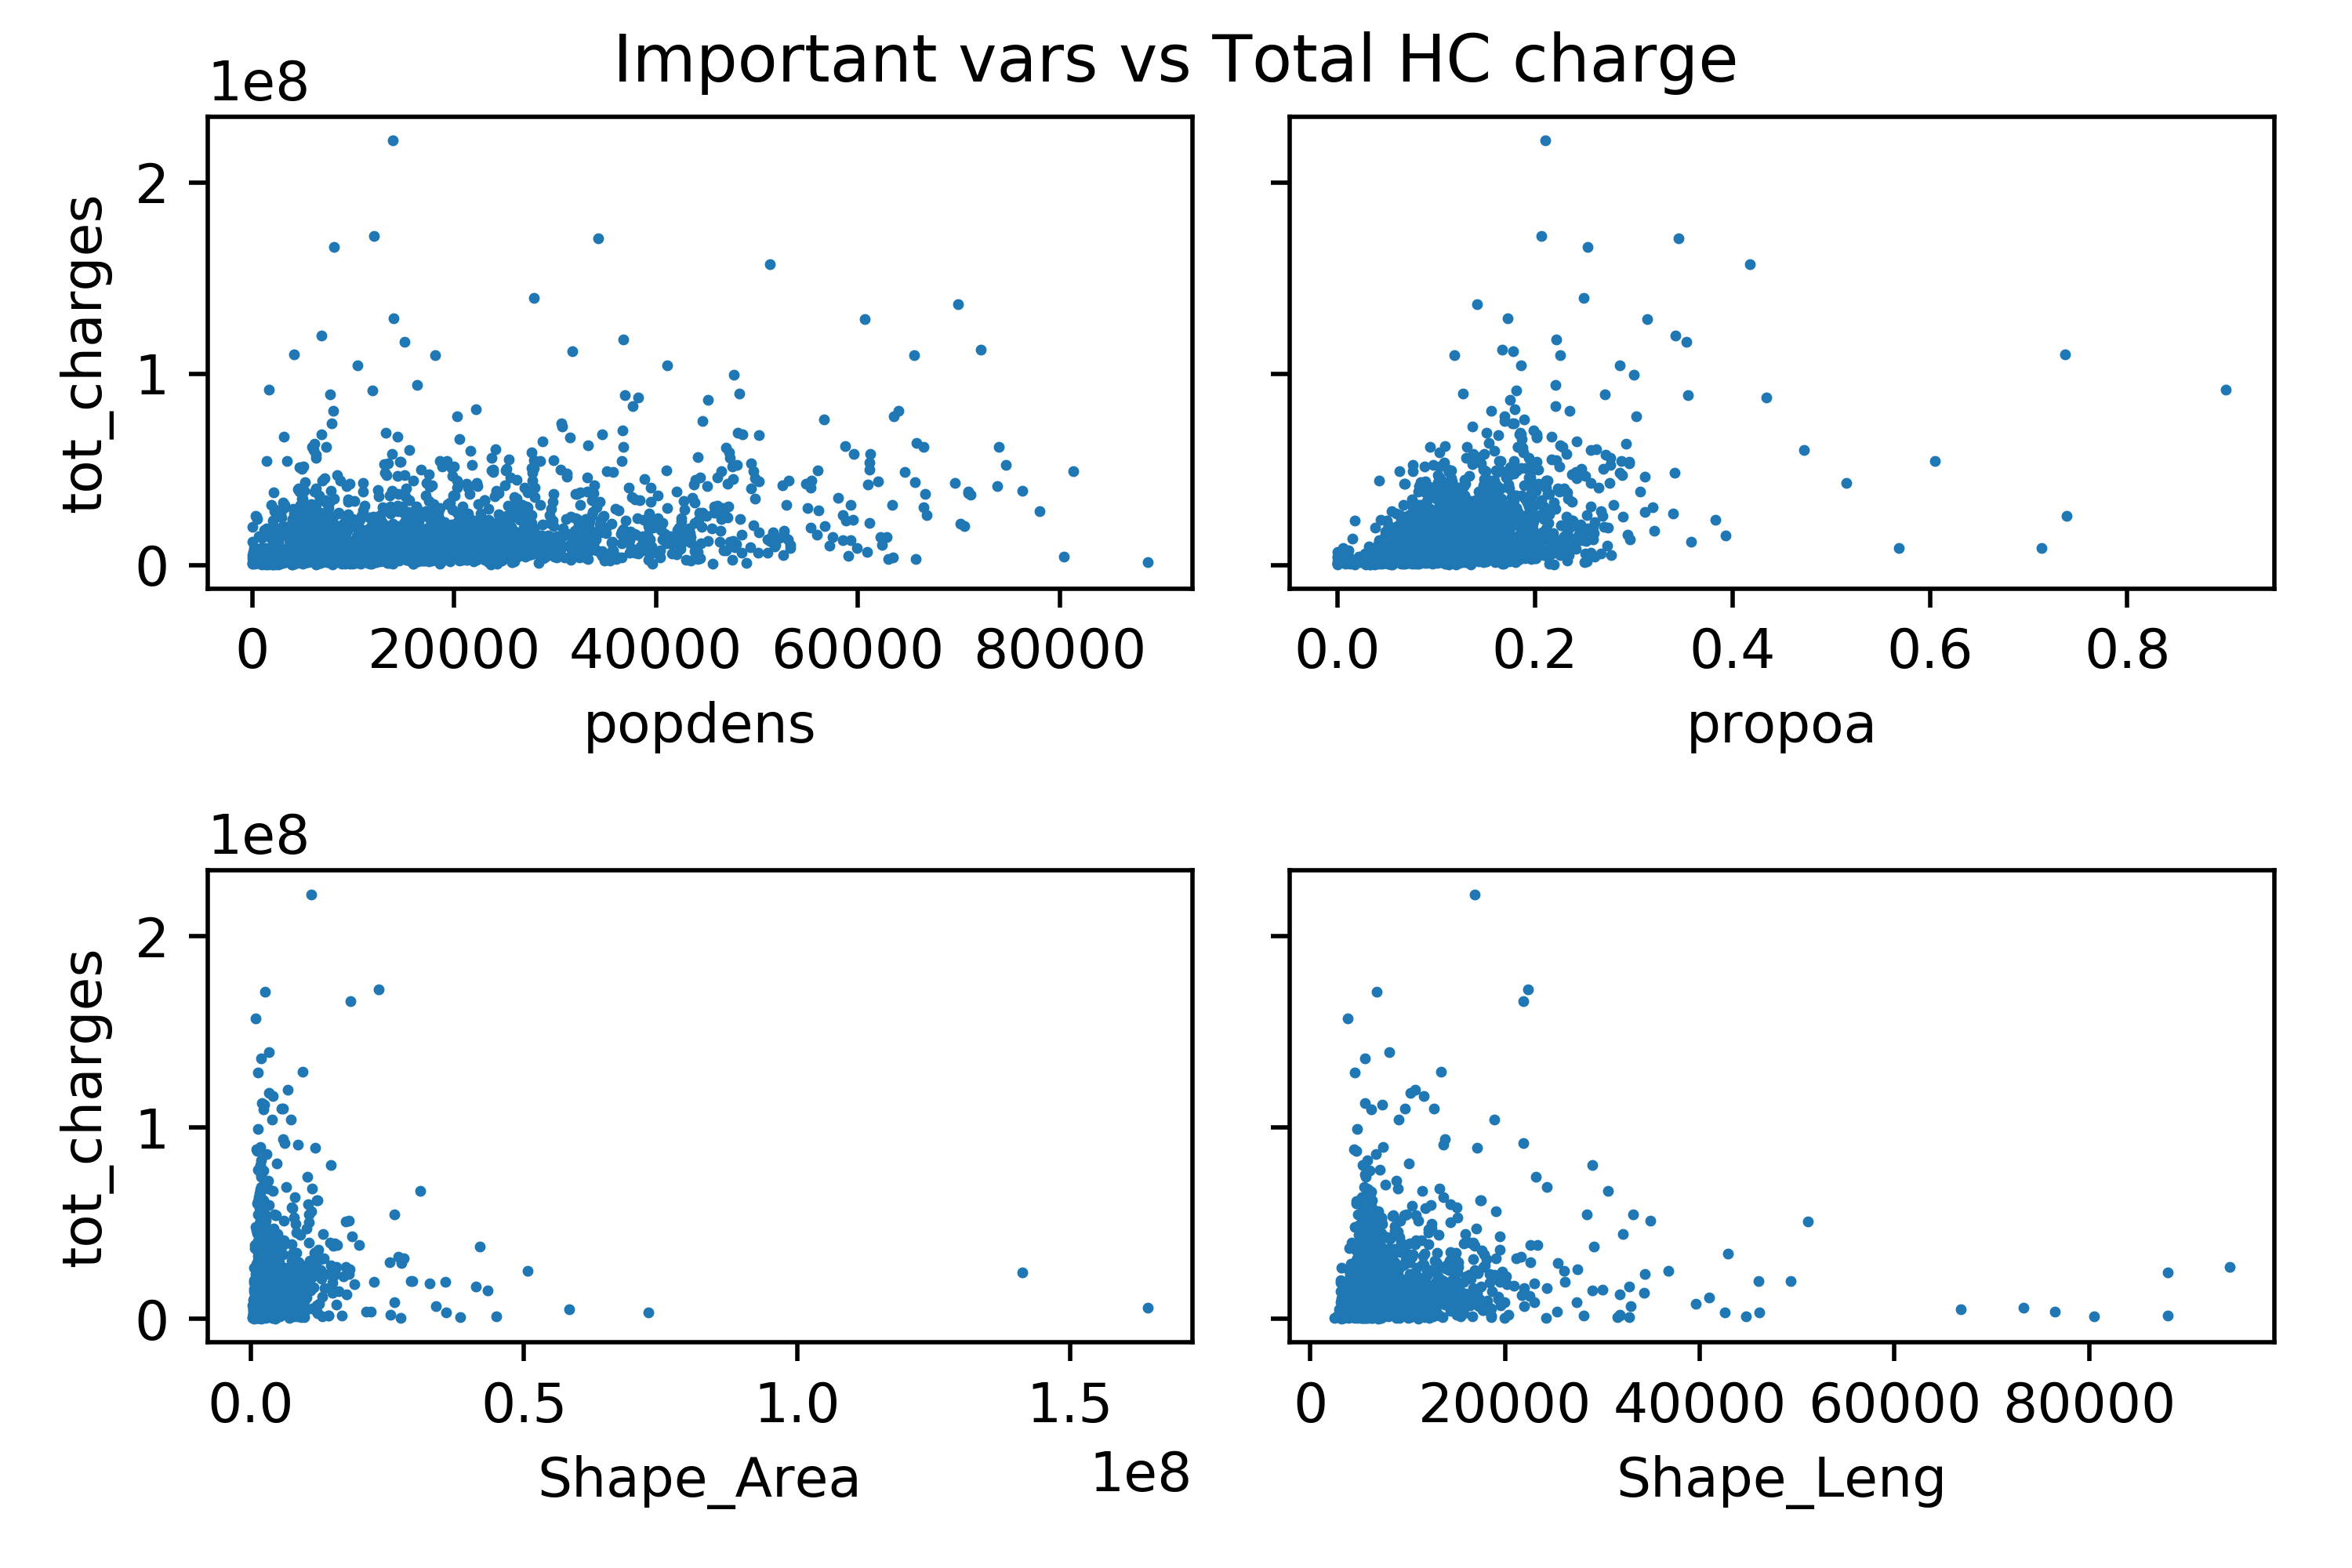 Important vars vs Total HC charge
1e8
tot_charges
2
1
0
0 20000 40000 60000 80000
popdens
0.0 0.2 0.4 0.6 0.8
propoa
1e8
tot_charges
2
1
0
0.0 0.5 1.0 1.5
1e8
Shape_Area
0 20000 40000 60000 80000
Shape_Leng